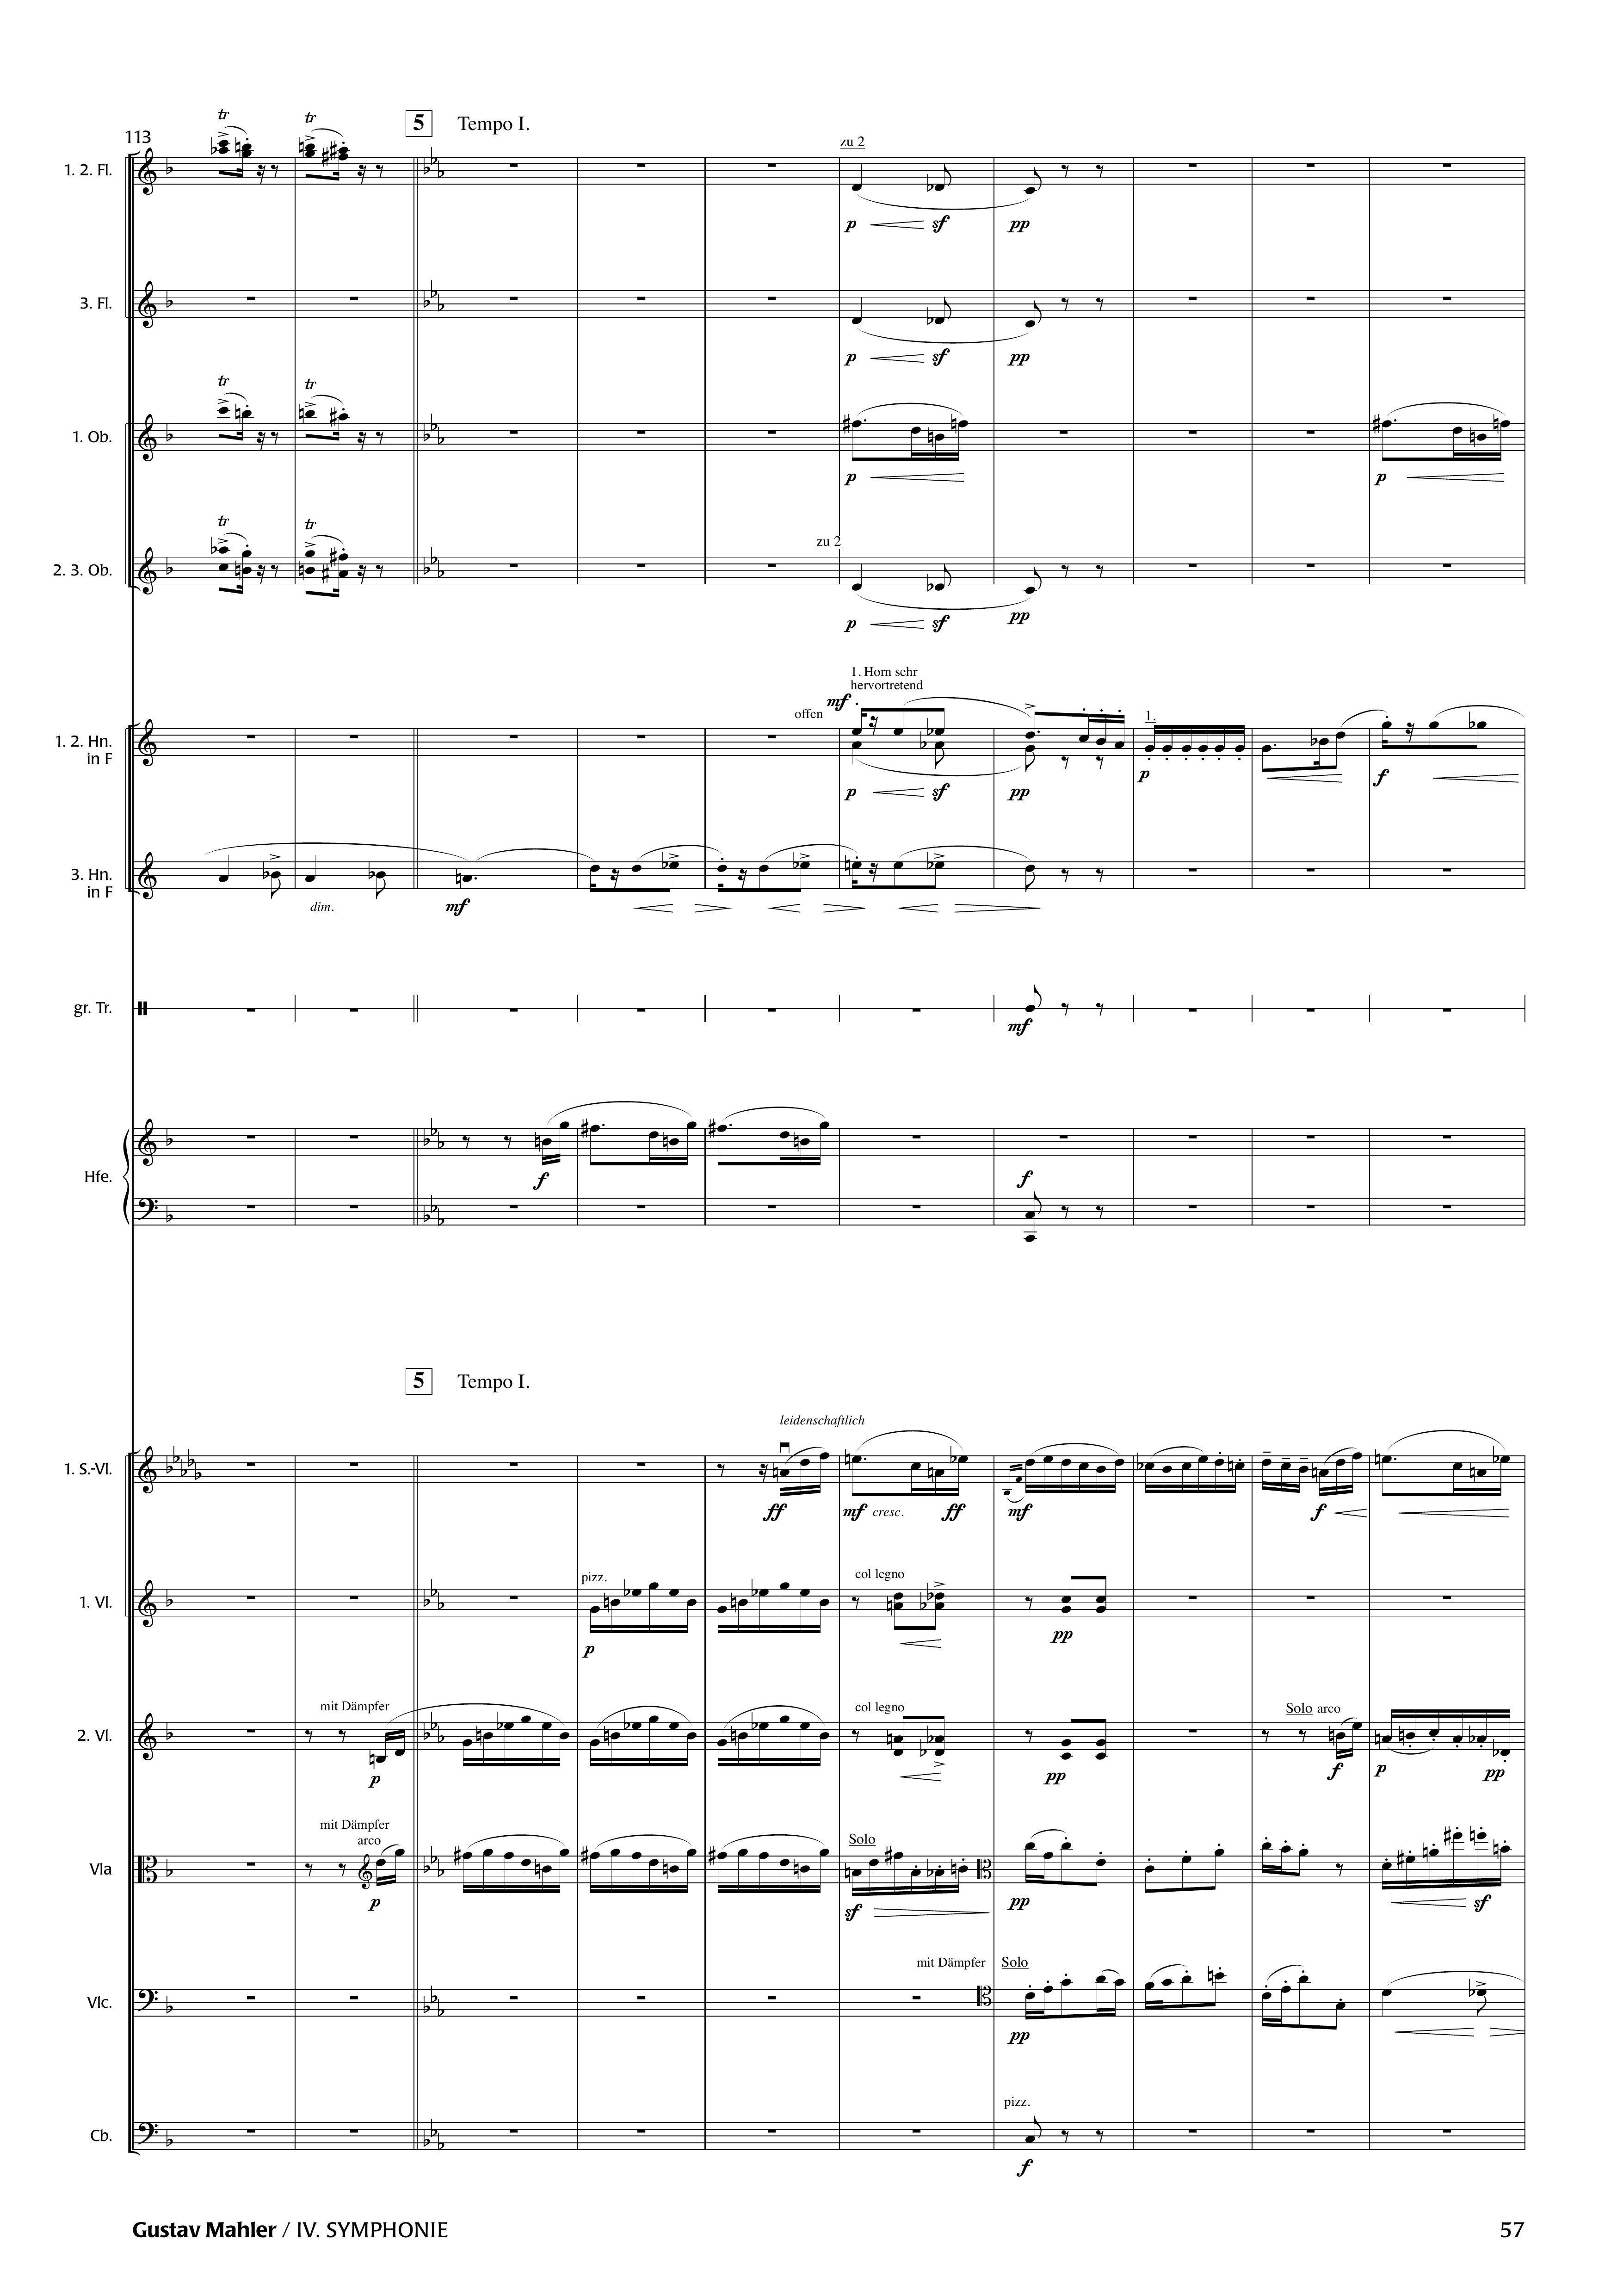 113
5 Tempo I.
tr tr
zu 2
1. 2. Fl.
p sf pp
3. Fl.
p sf pp
tr tr
1. Ob.
p p
tr tr
zu 2
2. 3. Ob.
p sf pp
1. Horn sehr
hervortretend
mf
offen
1.
1. 2. Hn.
in F
p sf pp p f
3. Hn.
in F
dim. mf
gr. Tr.
mf
Hfe.
f f
5 Tempo I.
leidenschaftlich
1. S.-Vl.
ff mf cresc. ff mf f
pizz. col legno
1. Vl.
p pp
mit Dämpfer col legno Solo arco
2. Vl.
p pp f p pp
mit Dämpfer
arco
Solo
Vla
p sf pp sf
mit Dämpfer Solo
Vlc.
pp
pizz.
Cb.
f
Gustav Mahler / IV. SYMPHONIE 57